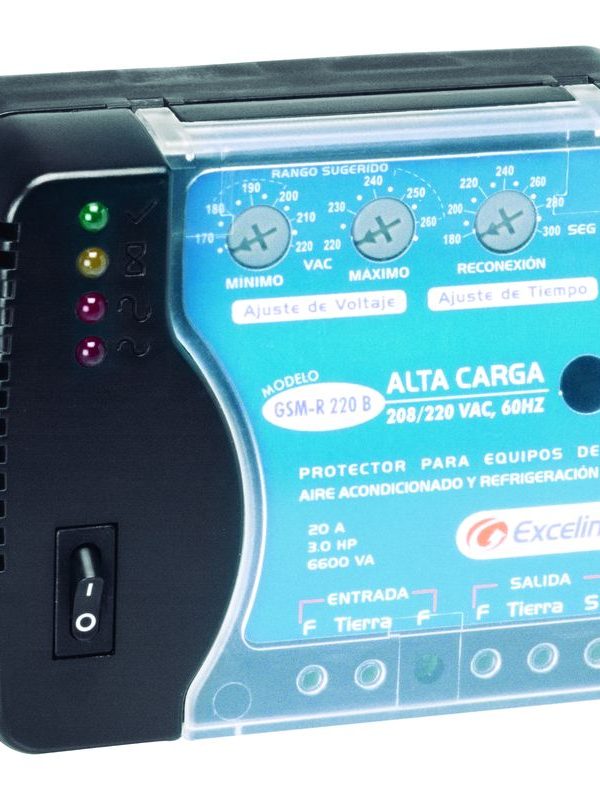 RANGO SUGERIDO
170 180 190 200 210 220 VAC
220 230 240 250 260
180 200 220 240 260 280 300 SEG
MÍNIMO
MÁXIMO
RECONEXIÓN
Ajuste de Voltaje
Ajuste de Tiempo
MODELO
GSM-R 220 B
ALTA CARGA
208/220 VAC, 60HZ
PROTECTOR PARA EQUIPOS DE
AIRE ACONDICIONADO Y REFRIGERACIÓN
20 A
3.0 HP
6600 VA
Excelin
ENTRADA
SALIDA
F Tierra F
F Tierra S
I
O